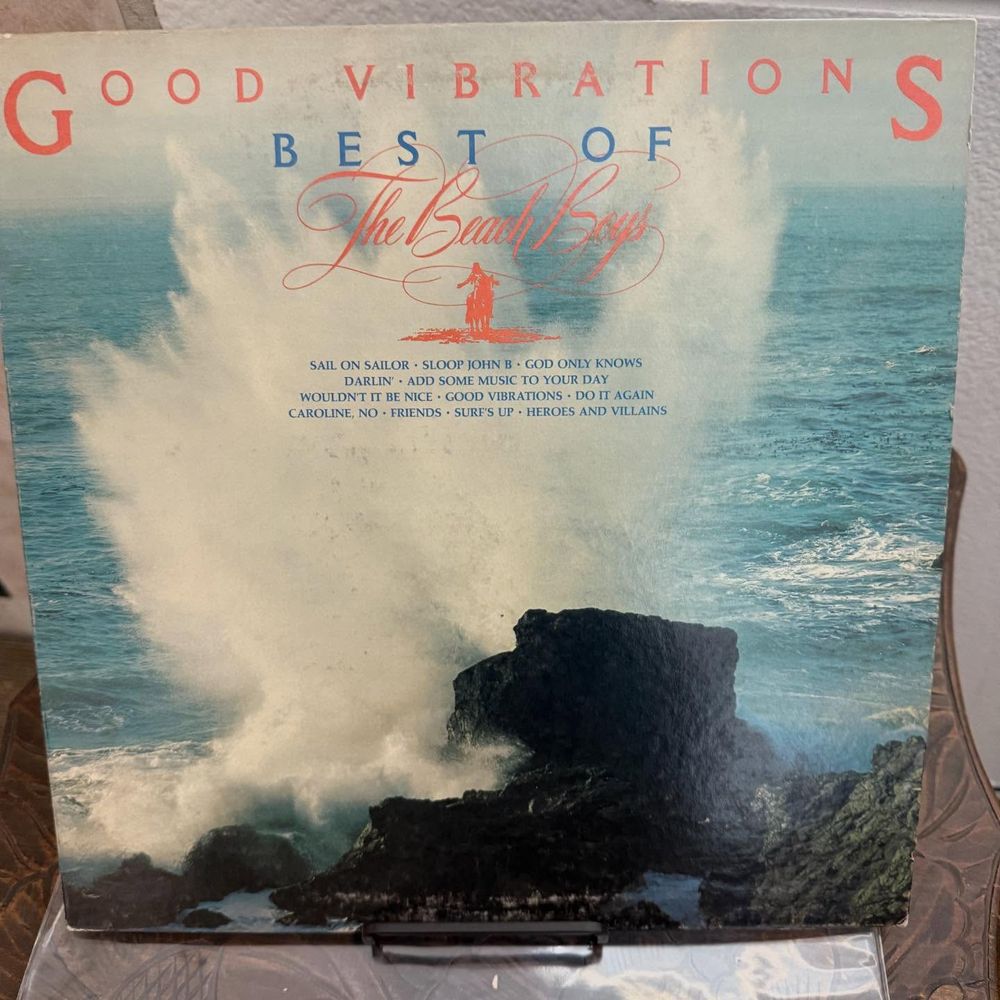 GOOD VIBRATIONS
BEST OF
The Beach Boys
SAIL ON SAILOR · SLOOP JOHN B · GOD ONLY KNOWS
DARLIN' · ADD SOME MUSIC TO YOUR DAY
WOULDN'T IT BE NICE · GOOD VIBRATIONS · DO IT AGAIN
CAROLINE, NO · FRIENDS · SURF'S UP · HEROES AND VILLAINS